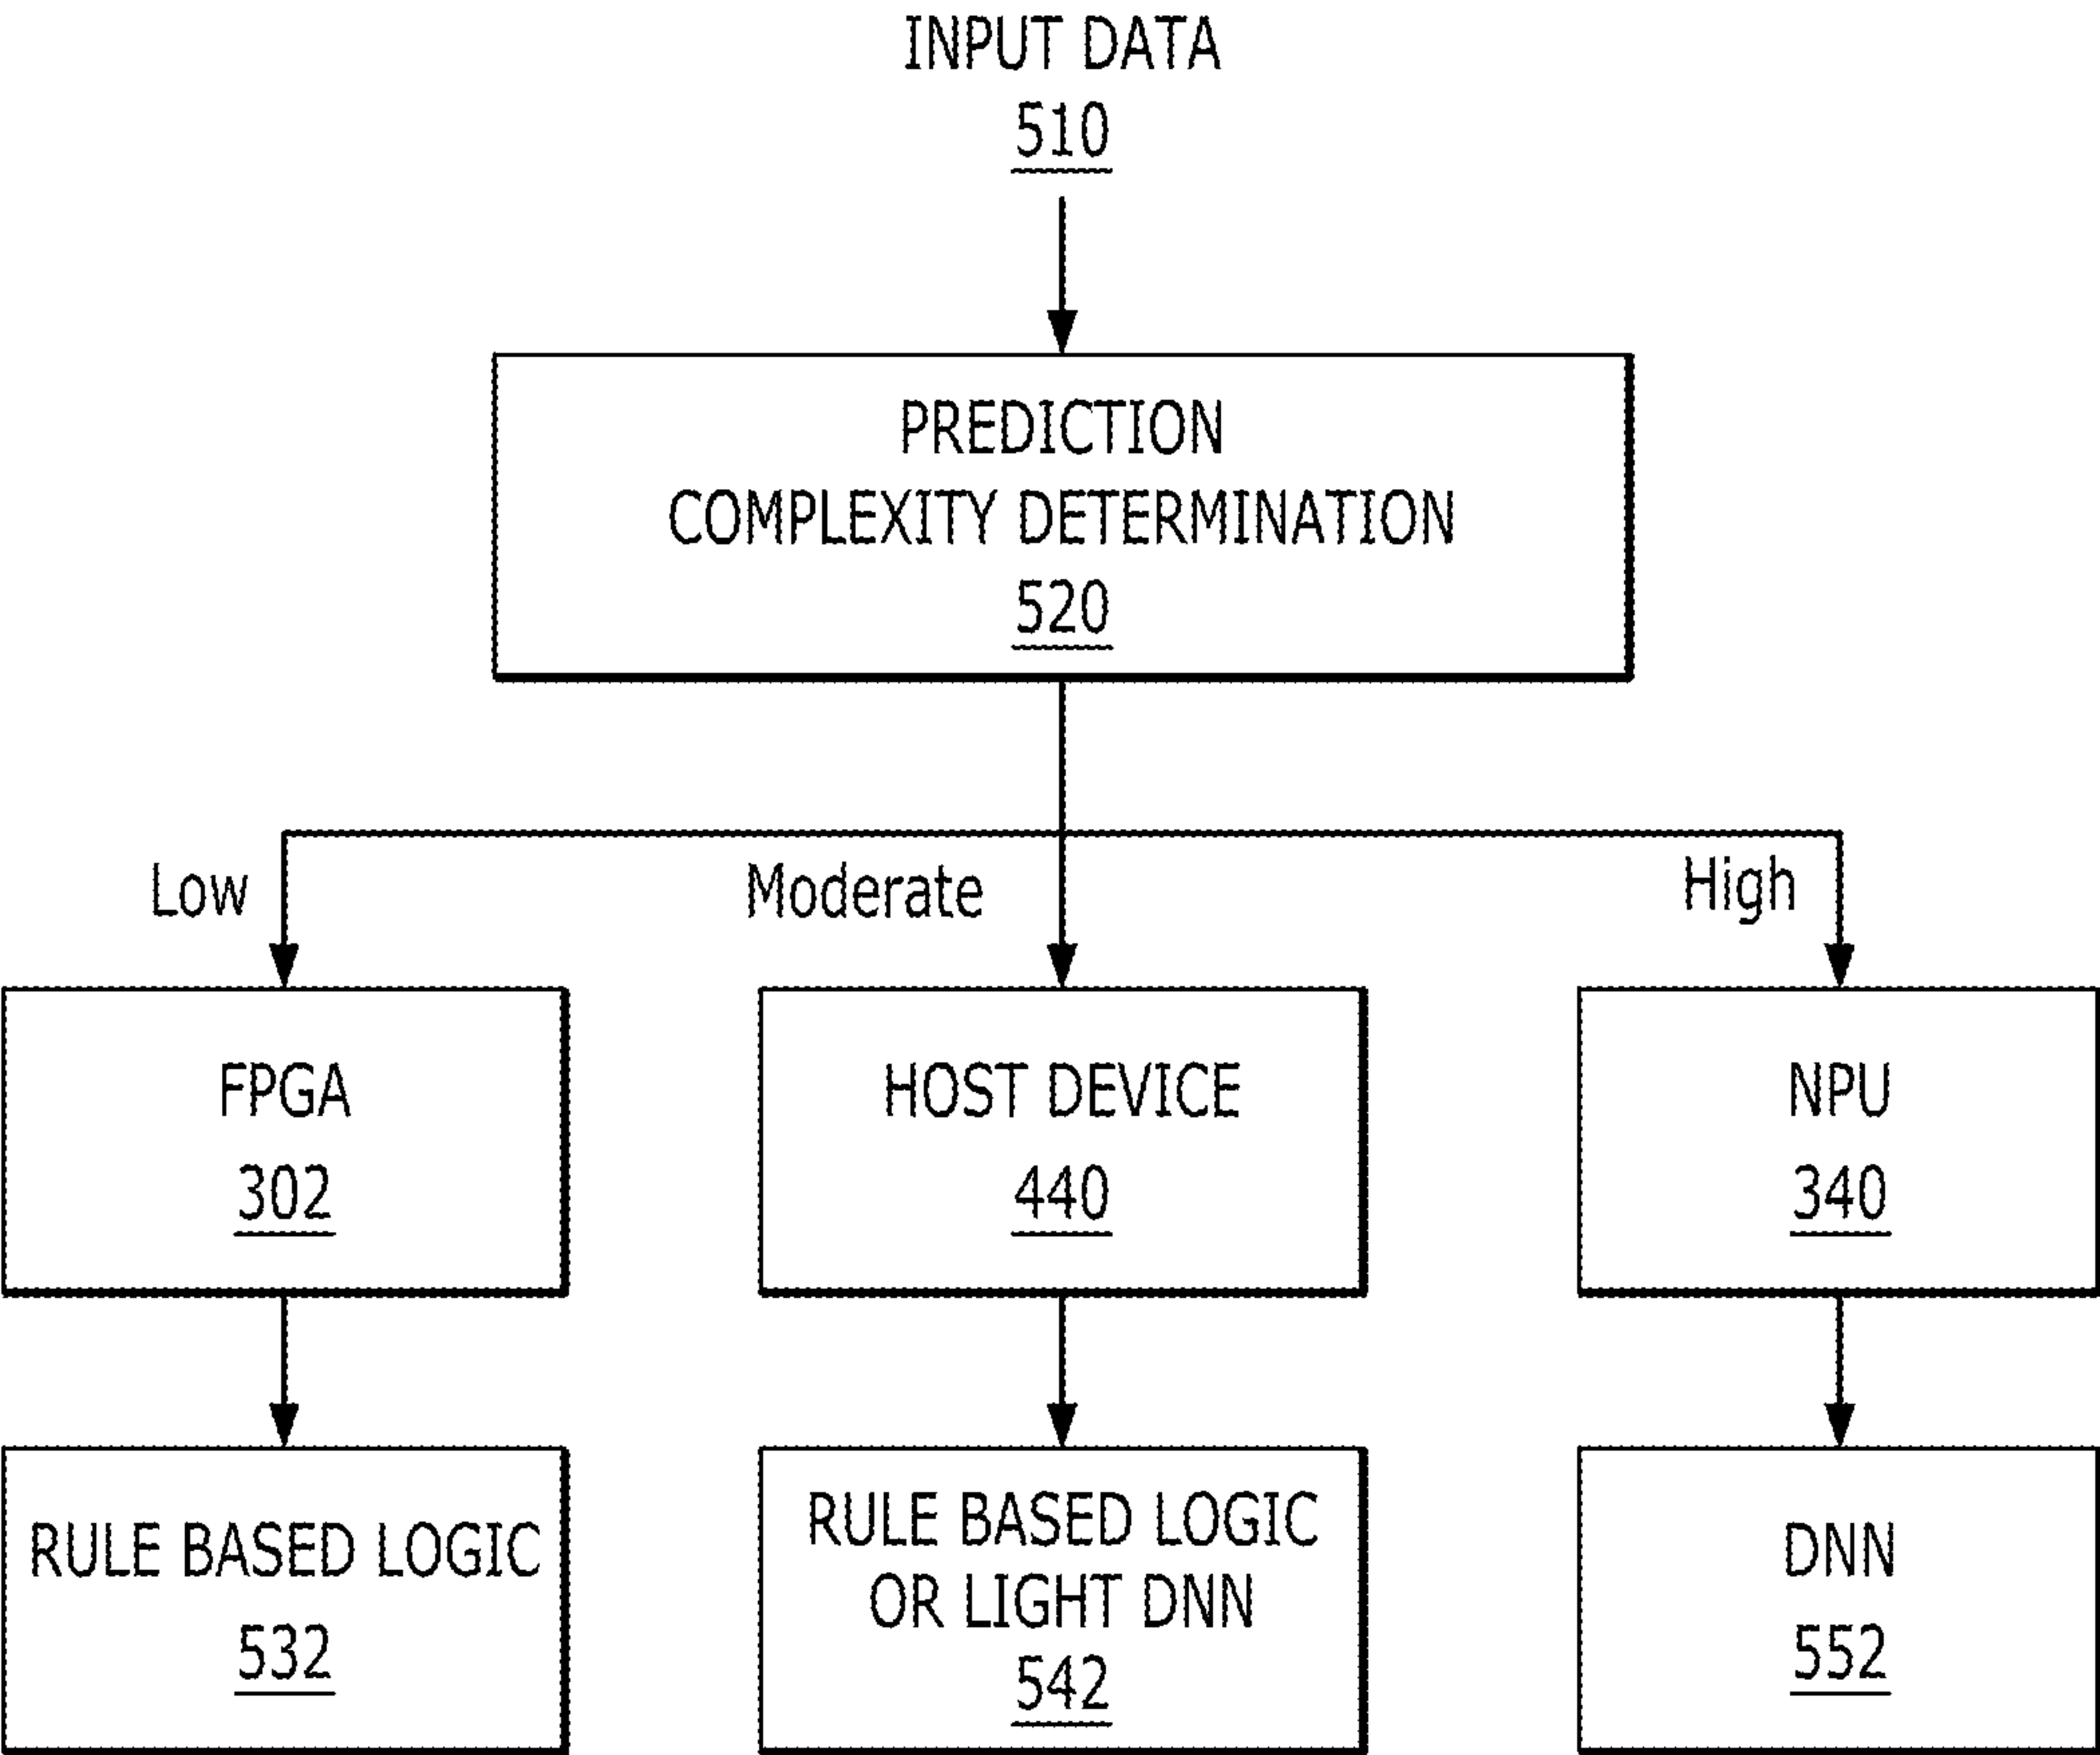 INPUT DATA
510
PREDICTION
COMPLEXITY DETERMINATION
520
Low
Moderate
High
FPGA
302
HOST DEVICE
440
NPU
340
RULE BASED LOGIC
532
RULE BASED LOGIC
OR LIGHT DNN
542
DNN
552